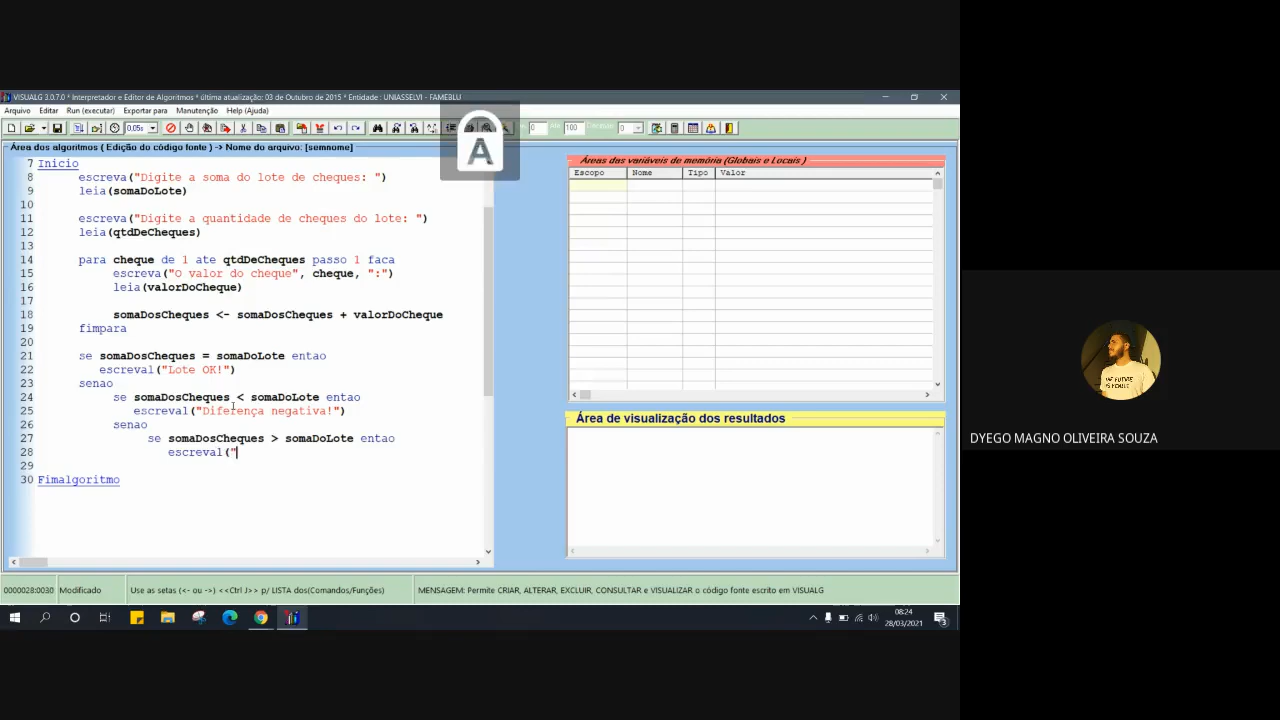 VISUALG 3.0.7.0 * Interpretador e Editor de Algoritmos * última atualização: 03 de Outubro de 2015 * Entidade : UNIASSELVI - FAMEBLU
Arquivo Editar Run (executar) Exportar para Manutenção Help (Ajuda)
0,05s 0 100 0
A
Área dos algoritmos ( Edição do código fonte ) -> Nome do arquivo: [semnome]
7 Inicio
8 escreva("Digite a soma do lote de cheques: ")
9 leia(somaDoLote)
10
11 escreva("Digite a quantidade de cheques do lote: ")
12 leia(qtdDeCheques)
13
14 para cheque de 1 ate qtdDeCheques passo 1 faca
15 escreva("O valor do cheque", cheque, ":")
16 leia(valorDoCheque)
17
18 somaDosCheques <- somaDosCheques + valorDoCheque
19 fimpara
20
21 se somaDosCheques = somaDoLote entao
22 escreval("Lote OK!")
23 senao
24 se somaDosCheques < somaDoLote entao
25 escreval("Diferença negativa!")
26 senao
27 se somaDosCheques > somaDoLote entao
28 escreval("
29
30 Fimalgoritmo
Áreas das variáveis de memória (Globais e Locais )
Escopo Nome Tipo Valor
Área de visualização dos resultados
DYEGO MAGNO OLIVEIRA SOUZA
0000028:0030 Modificado Use as setas (<- ou ->) <<Ctrl J>> p/ LISTA dos(Comandos/Funções) MENSAGEM: Permite CRIAR, ALTERAR, EXCLUIR, CONSULTAR e VISUALIZAR o código fonte escrito em VISUALG
08:24
28/03/2021
3